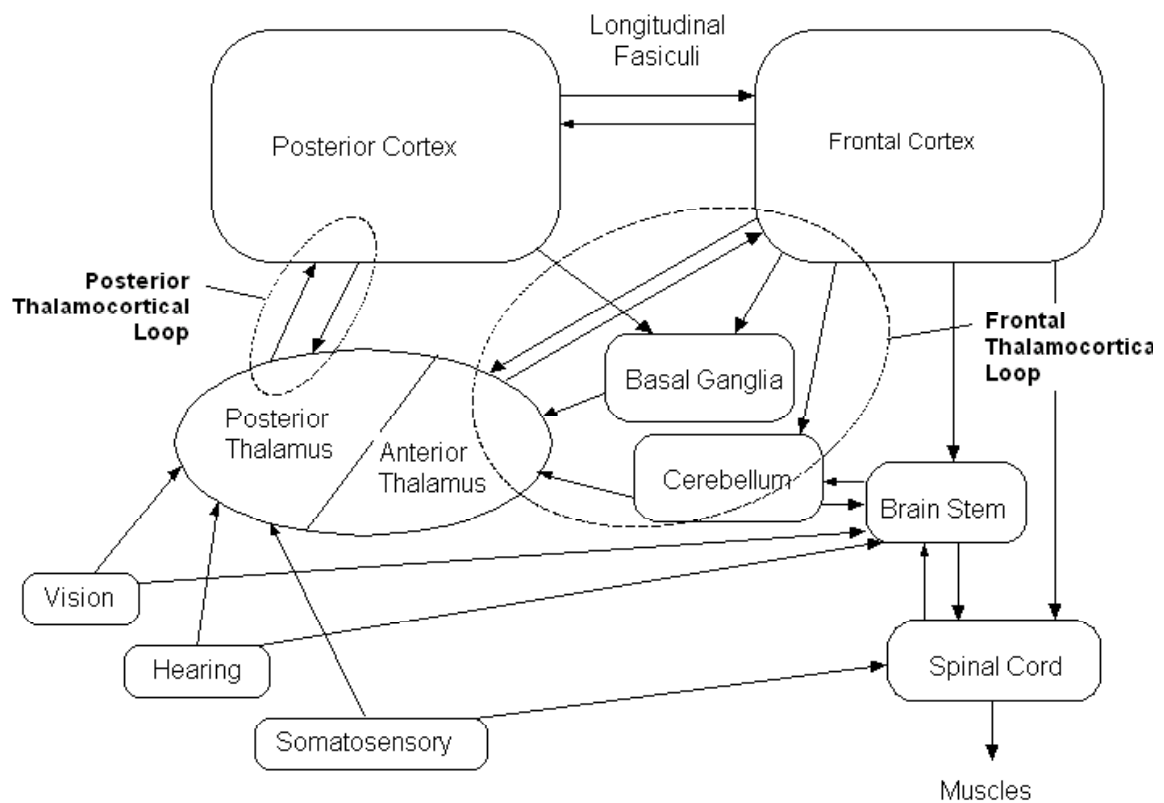 Longitudinal
Fasiculi
Posterior Cortex
Frontal Cortex
Posterior
Thalamocortical
Loop
Frontal
Thalamocortical
Loop
Basal Ganglia
Posterior
Thalamus
Anterior
Thalamus
Cerebellum
Brain Stem
Vision
Hearing
Spinal Cord
Somatosensory
Muscles